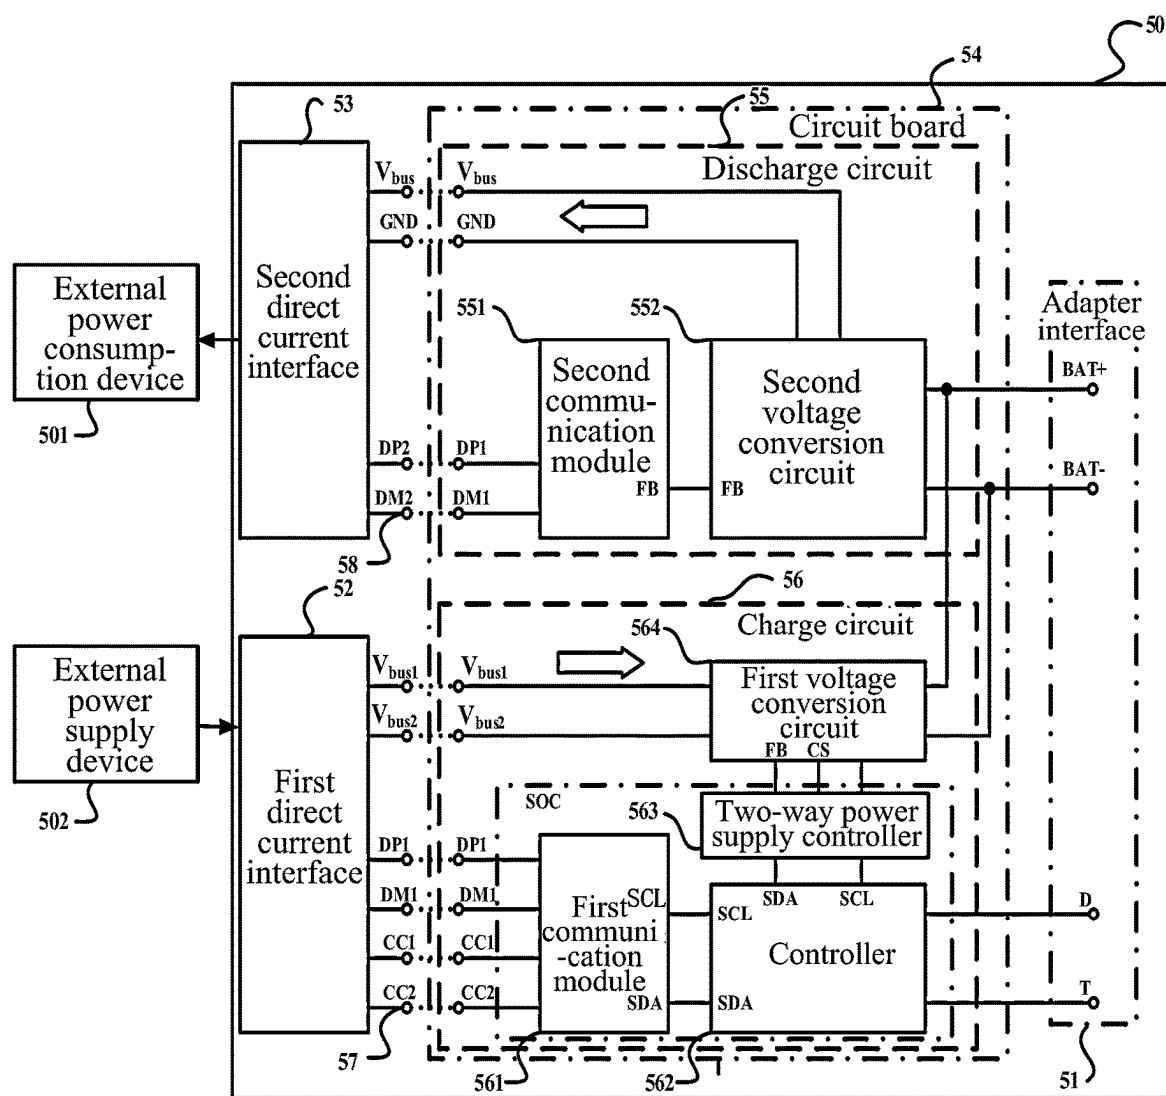 50
54
55
53
Circuit board
Discharge circuit
Vbus
Vbus
GND
GND
External
power
consump-
tion device
501
Second
direct
current
interface
551
552
Second
commu-
nication
module
FB
Second
voltage
conversion
circuit
FB
Adapter
interface
BAT+
BAT-
DP2
DP1
DM2
DM1
58
52
56
Charge circuit
564
External
power
supply
device
502
First
direct
current
interface
Vbus1
Vbus1
Vbus2
Vbus2
First voltage
conversion
circuit
FB
CS
SOC
563
Two-way power
supply controller
DP1
DP1
DM1
DM1
CC1
CC1
CC2
CC2
57
SCL
First
communi
-cation
module
SDA
SDA
SCL
SCL
Controller
SDA
D
T
561
562
51